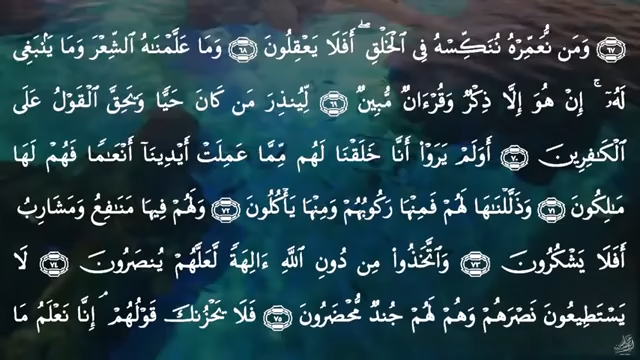 ﴿٦٧﴾ وَمَن نُّعَمِّرْهُ نُنَكِّسْهُ فِى ٱلْخَلْقِ ۖ أَفَلَا يَعْقِلُونَ ﴿٦٨﴾ وَمَا عَلَّمْنَـٰهُ ٱلشِّعْرَ وَمَا يَنۢبَغِى
لَهُۥٓ ۚ إِنْ هُوَ إِلَّا ذِكْرٌ وَقُرْءَانٌ مُّبِينٌ ﴿٦٩﴾ لِّيُنذِرَ مَن كَانَ حَيًّا وَيَحِقَّ ٱلْقَوْلُ عَلَى
ٱلْكَـٰفِرِينَ ﴿٧٠﴾ أَوَلَمْ يَرَوْا۟ أَنَّا خَلَقْنَا لَهُم مِّمَّا عَمِلَتْ أَيْدِينَآ أَنْعَـٰمًا فَهُمْ لَهَا
مَـٰلِكُونَ ﴿٧١﴾ وَذَلَّلْنَـٰهَا لَهُمْ فَمِنْهَا رَكُوبُهُمْ وَمِنْهَا يَأْكُلُونَ ﴿٧٢﴾ وَلَهُمْ فِيهَا مَنَـٰفِعُ وَمَشَارِبُ
أَفَلَا يَشْكُرُونَ ﴿٧٣﴾ وَٱتَّخَذُوا۟ مِن دُونِ ٱللَّهِ ءَالِهَةً لَّعَلَّهُمْ يُنصَرُونَ ﴿٧٤﴾ لَا
يَسْتَطِيعُونَ نَصْرَهُمْ وَهُمْ لَهُمْ جُندٌ مُّحْضَرُونَ ﴿٧٥﴾ فَلَا يَحْزُنكَ قَوْلُهُمْ ۘ إِنَّا نَعْلَمُ مَا